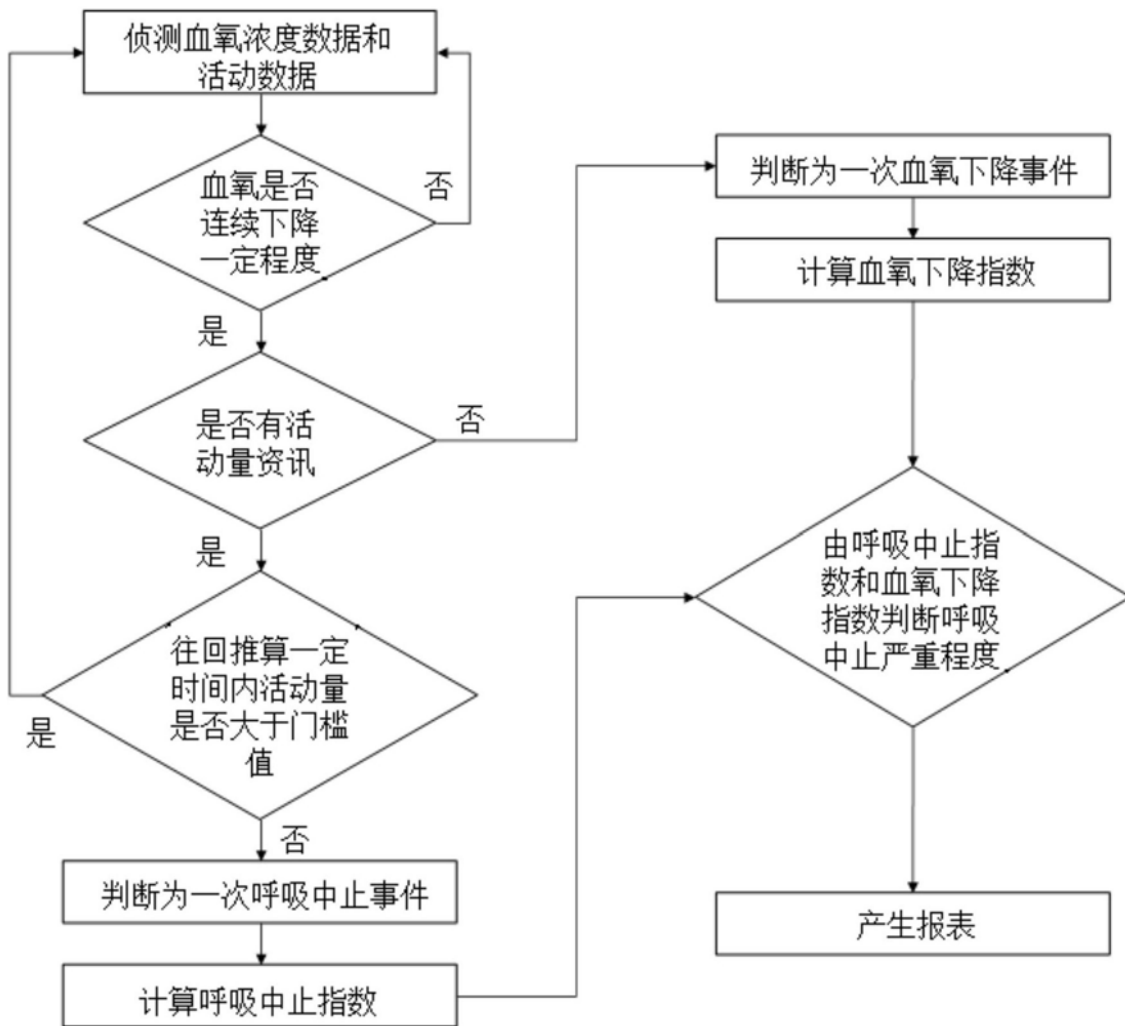 侦测血氧浓度数据和
活动数据
血氧是否
连续下降
一定程度
否
是
是否有活
动量资讯
否
是
往回推算一定
时间内活动量
是否大于门槛
值
是
否
判断为一次呼吸中止事件
计算呼吸中止指数
判断为一次血氧下降事件
计算血氧下降指数
由呼吸中止指
数和血氧下降
指数判断呼吸
中止严重程度
产生报表